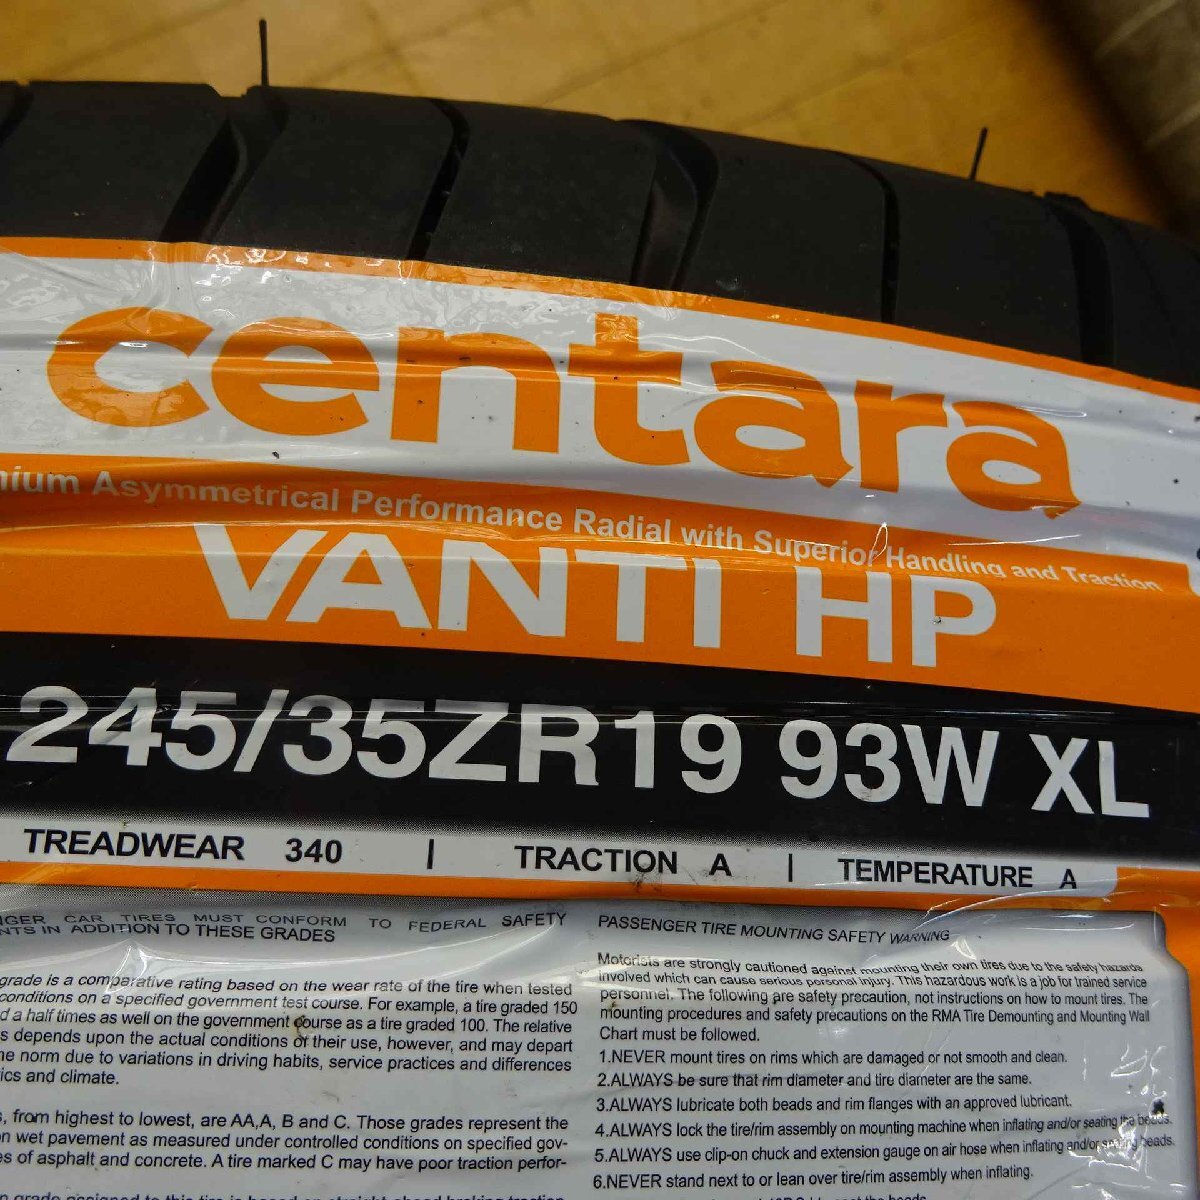 centara
Asymmetrical Performance Radial with Superior Handling and Traction
VANTI HP
245/35ZR19 93W XL
TREADWEAR 340 | TRACTION A | TEMPERATURE A
CAR TIRES MUST CONFORM TO FEDERAL SAFETY
IN ADDITION TO THESE GRADES
grade is a comparative rating based on the wear rate of the tire when tested
conditions on a specified government test course. For example, a tire graded 150
a half times as well on the government course as a tire graded 100. The relative
depends upon the actual conditions of their use, however, and may depart
norm due to variations in driving habits, service practices and differences
and climate.
from highest to lowest, are AA,A, B and C. Those grades represent the
wet pavement as measured under controlled conditions on specified gov-
of asphalt and concrete. A tire marked C may have poor traction perfor-
PASSENGER TIRE MOUNTING SAFETY WARNING
Motorists are strongly cautioned against mounting their own tires due to the safety hazards
involved which can cause serious personal injury. This hazardous work is a job for trained service
personnel. The following are safety precaution, not instructions on how to mount tires. The
mounting procedures and safety precautions on the RMA Tire Demounting and Mounting Wall
Chart must be followed.
1.NEVER mount tires on rims which are damaged or not smooth and clean.
2.ALWAYS be sure that rim diameter and tire diameter are the same.
3.ALWAYS lubricate both beads and rim flanges with an approved lubricant.
4.ALWAYS lock the tire/rim assembly on mounting machine when inflating and/or seating the beads.
5.ALWAYS use clip-on chuck and extension gauge on air hose when inflating and/or seating beads.
6.NEVER stand next to or lean over tire/rim assembly when inflating.